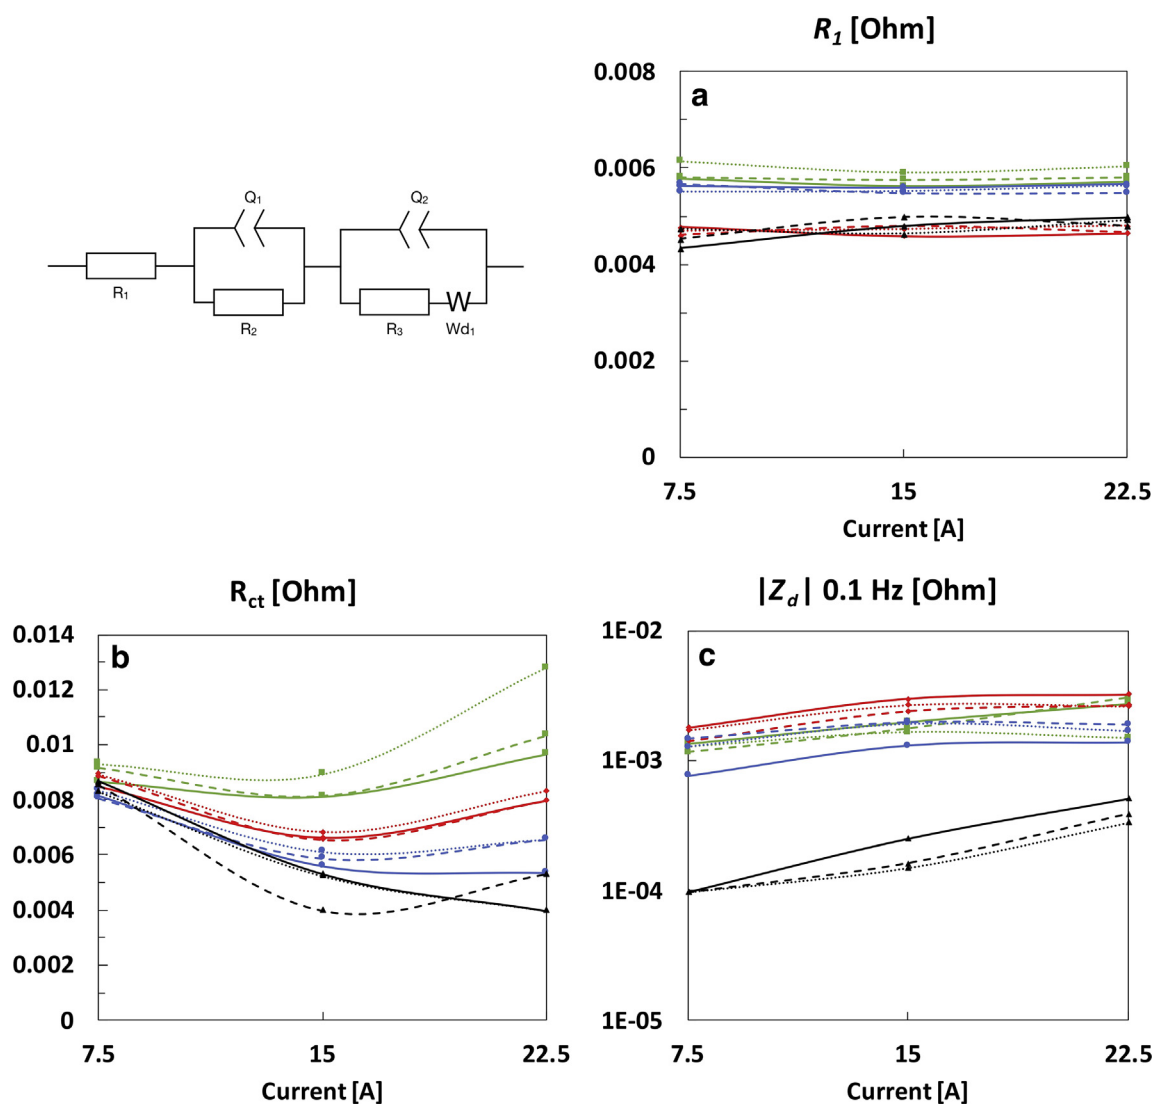 R₁ [Ohm]
a
0.008
0.006
0.004
0.002
0
7.5 15 22.5
Current [A]
Q₁ Q₂
R₁
R₂ R₃ Wd₁
W
R_ct [Ohm]
b
0.014
0.012
0.01
0.008
0.006
0.004
0.002
0
7.5 15 22.5
Current [A]
|Z_d| 0.1 Hz [Ohm]
c
1E-02
1E-03
1E-04
1E-05
7.5 15 22.5
Current [A]